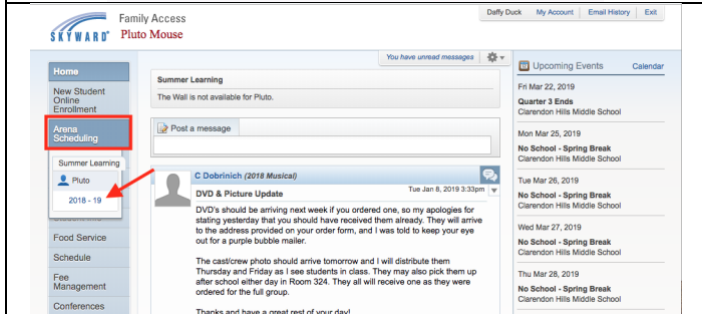 Family Access
SKYWARD® Pluto Mouse
Daffy Duck My Account Email History Exit
You have unread messages
Home
New Student
Online
Enrollment
Arena
Scheduling
Summer Learning
Pluto
2018 - 19
Food Service
Schedule
Fee
Management
Conferences
Summer Learning
The Wall is not available for Pluto.
Post a message
C Dobrinich (2018 Musical)
DVD & Picture Update
Tue Jan 8, 2019 3:33pm
DVD's should be arriving next week if you ordered one, so my apologies for
stating yesterday that you should have received them already. They will arrive
to the address provided on your order form, and I was told to keep your eye
out for a purple bubble mailer.
The cast/crew photo should arrive tomorrow and I will distribute them
Thursday and Friday as I see students in class. They may also pick them up
after school either day in Room 324. They all will receive one as they were
ordered for the full group.
Thanks and have a great rest of your day!
Upcoming Events Calendar
Fri Mar 22, 2019
Quarter 3 Ends
Clarendon Hills Middle School
Mon Mar 25, 2019
No School - Spring Break
Clarendon Hills Middle School
Tue Mar 26, 2019
No School - Spring Break
Clarendon Hills Middle School
Wed Mar 27, 2019
No School - Spring Break
Clarendon Hills Middle School
Thu Mar 28, 2019
No School - Spring Break
Clarendon Hills Middle School